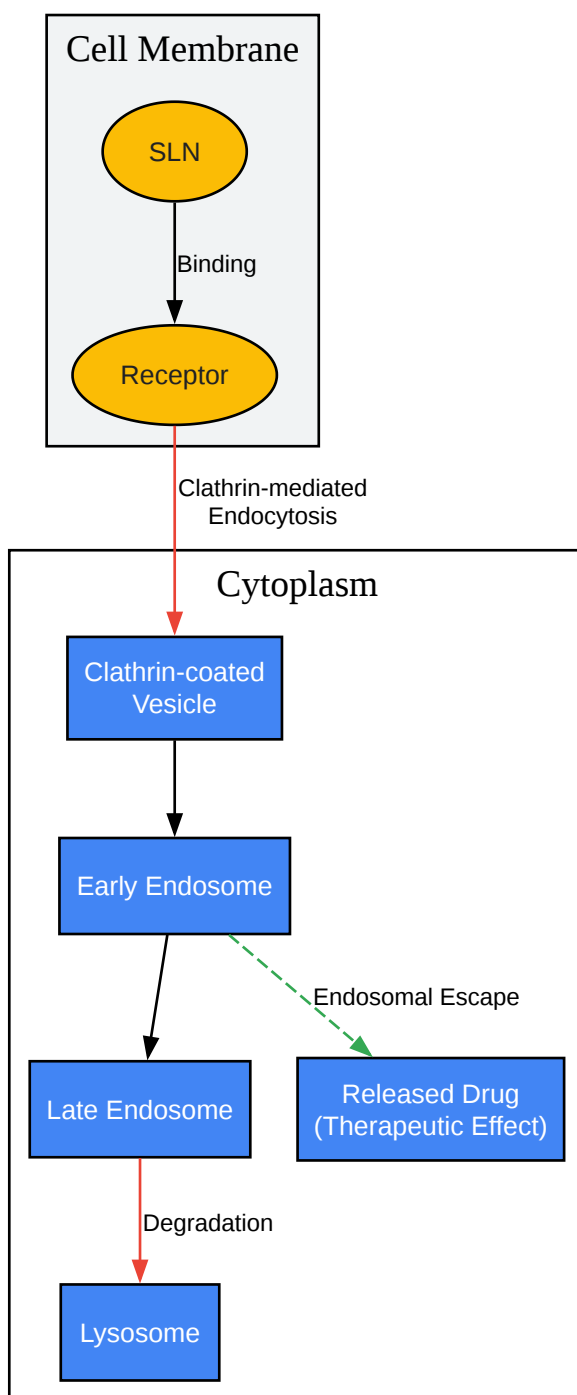 Cell Membrane
SLN
Binding
Receptor
Clathrin-mediated
Endocytosis
Cytoplasm
Clathrin-coated
Vesicle
Early Endosome
Endosomal Escape
Late Endosome
Released Drug
(Therapeutic Effect)
Degradation
Lysosome